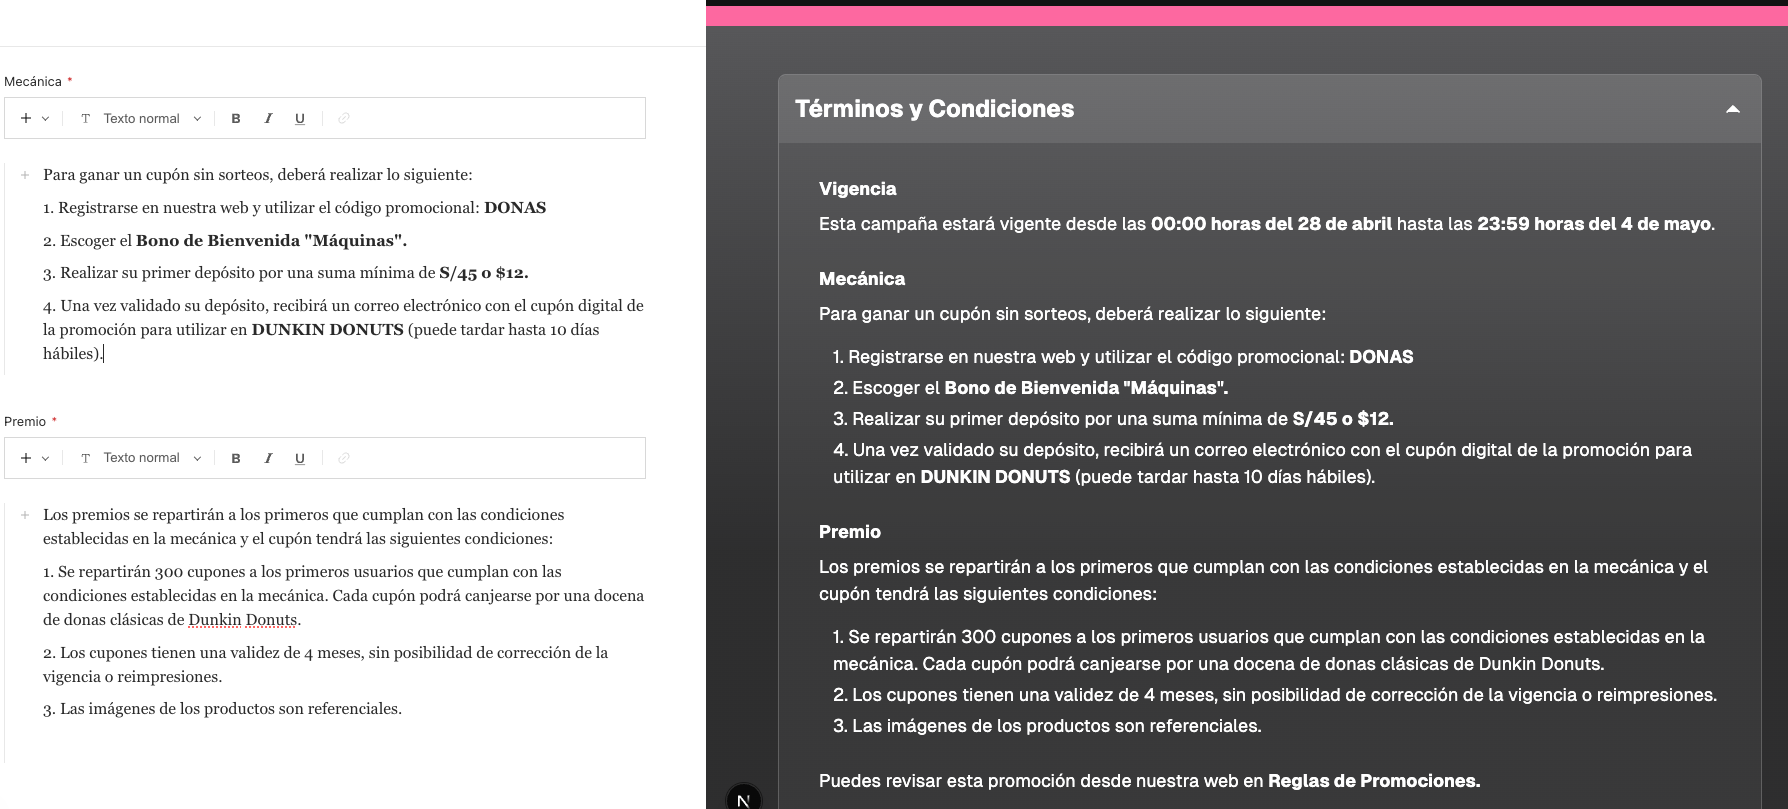 Mecánica *
Texto normal
B I U
Para ganar un cupón sin sorteos, deberá realizar lo siguiente:
1. Registrarse en nuestra web y utilizar el código promocional: DONAS
2. Escoger el Bono de Bienvenida "Máquinas".
3. Realizar su primer depósito por una suma mínima de S/45 o $12.
4. Una vez validado su depósito, recibirá un correo electrónico con el cupón digital de
la promoción para utilizar en DUNKIN DONUTS (puede tardar hasta 10 días
hábiles).
Premio *
Texto normal
B I U
Los premios se repartirán a los primeros que cumplan con las condiciones
establecidas en la mecánica y el cupón tendrá las siguientes condiciones:
1. Se repartirán 300 cupones a los primeros usuarios que cumplan con las
condiciones establecidas en la mecánica. Cada cupón podrá canjearse por una docena
de donas clásicas de Dunkin Donuts.
2. Los cupones tienen una validez de 4 meses, sin posibilidad de corrección de la
vigencia o reimpresiones.
3. Las imágenes de los productos son referenciales.
Términos y Condiciones
Vigencia
Esta campaña estará vigente desde las 00:00 horas del 28 de abril hasta las 23:59 horas del 4 de mayo.
Mecánica
Para ganar un cupón sin sorteos, deberá realizar lo siguiente:
1. Registrarse en nuestra web y utilizar el código promocional: DONAS
2. Escoger el Bono de Bienvenida "Máquinas".
3. Realizar su primer depósito por una suma mínima de S/45 o $12.
4. Una vez validado su depósito, recibirá un correo electrónico con el cupón digital de la promoción para
utilizar en DUNKIN DONUTS (puede tardar hasta 10 días hábiles).
Premio
Los premios se repartirán a los primeros que cumplan con las condiciones establecidas en la mecánica y el
cupón tendrá las siguientes condiciones:
1. Se repartirán 300 cupones a los primeros usuarios que cumplan con las condiciones establecidas en la
mecánica. Cada cupón podrá canjearse por una docena de donas clásicas de Dunkin Donuts.
2. Los cupones tienen una validez de 4 meses, sin posibilidad de corrección de la vigencia o reimpresiones.
3. Las imágenes de los productos son referenciales.
Puedes revisar esta promoción desde nuestra web en Reglas de Promociones.
N